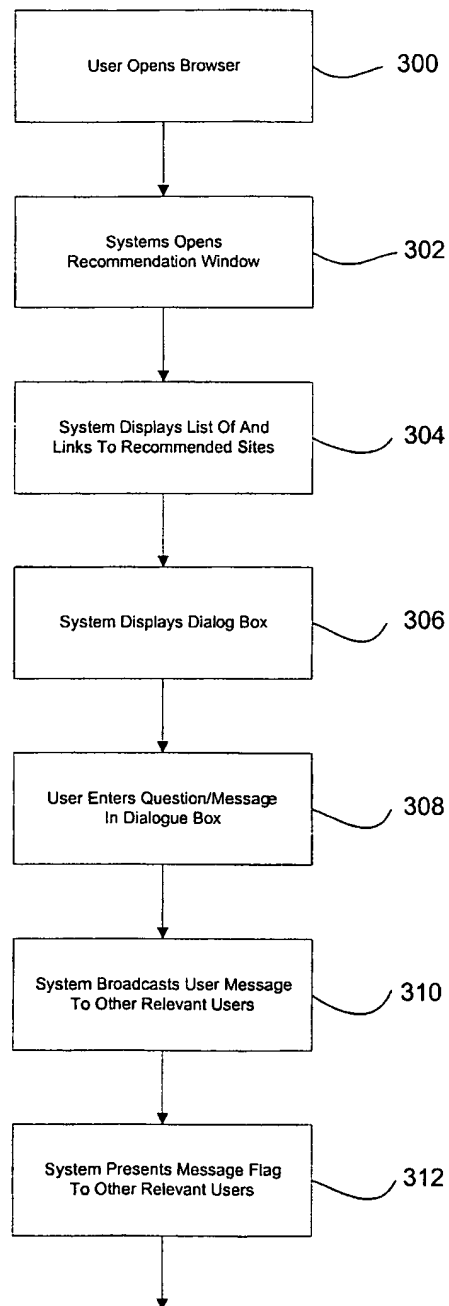 User Opens Browser
300
Systems Opens
Recommendation Window
302
System Displays List Of And
Links To Recommended Sites
304
System Displays Dialog Box
306
User Enters Question/Message
In Dialogue Box
308
System Broadcasts User Message
To Other Relevant Users
310
System Presents Message Flag
To Other Relevant Users
312